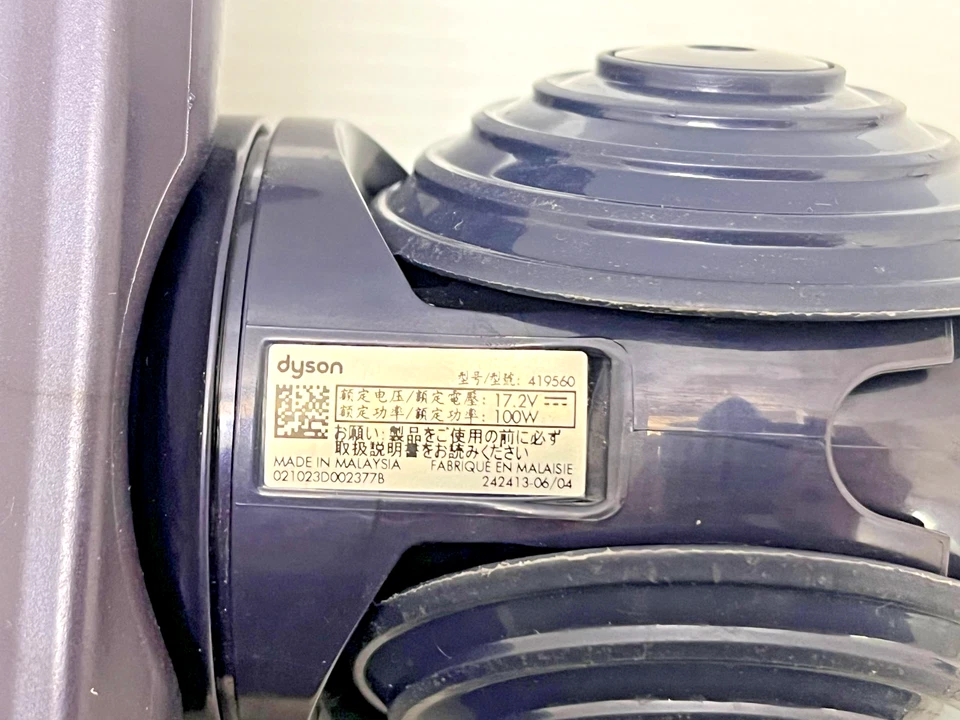 dyson
型号/型號: 419560
额定电压/額定電壓: 17.2V
额定功率/額定功率: 100W
お願い: 製品をご使用の前に必ず
取扱説明書をお読みください
MADE IN MALAYSIA FABRIQUÉ EN MALAISIE
021023D002377B 242413-06/04